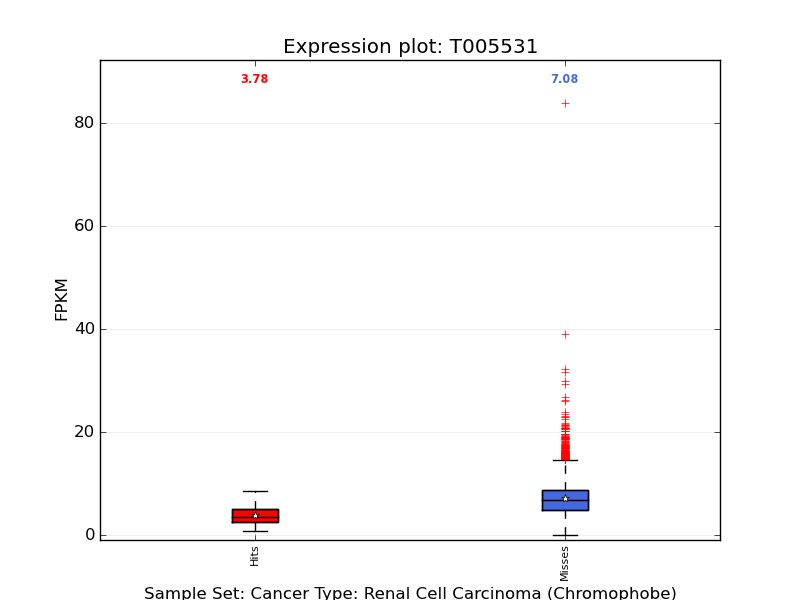 Expression plot: T005531
3.78
7.08
80
60
40
20
0
FPKM
Hits
Misses
Sample Set: Cancer Type: Renal Cell Carcinoma (Chromophobe)